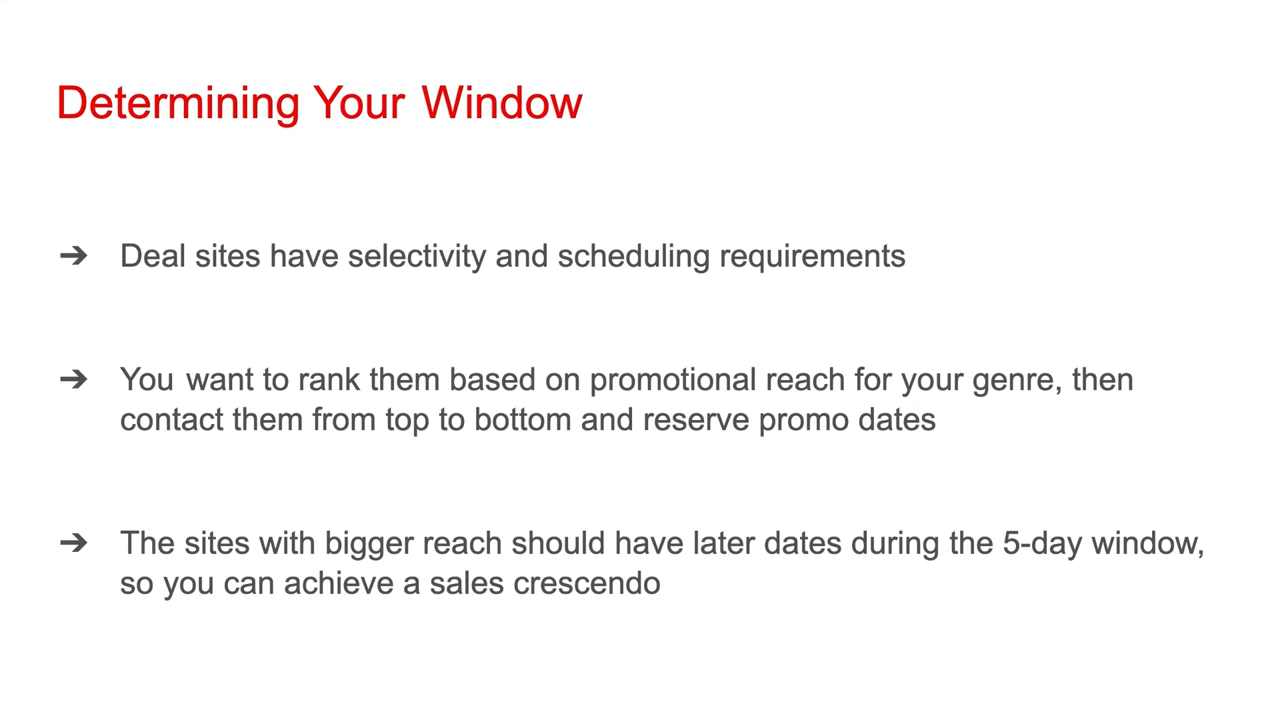 Determining Your Window
➔ Deal sites have selectivity and scheduling requirements
➔ You want to rank them based on promotional reach for your genre, then
contact them from top to bottom and reserve promo dates
➔ The sites with bigger reach should have later dates during the 5-day window,
so you can achieve a sales crescendo